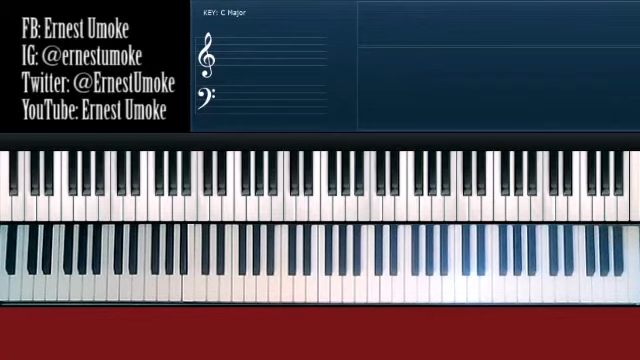 FB: Ernest Umoke
IG: @ernestumoke
Twitter: @ErnestUmoke
YouTube: Ernest Umoke
KEY: C Major